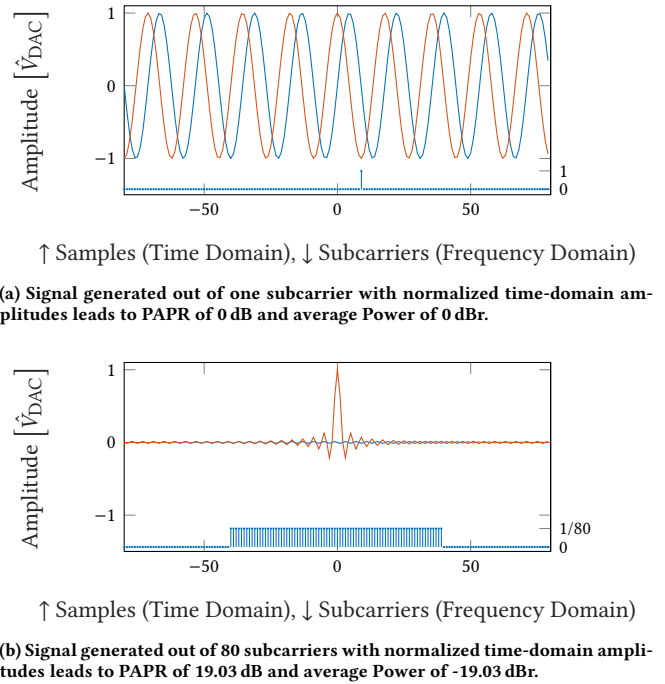 Amplitude [V̂_DAC]
1
0
−1
1
0
−50
0
50
↑ Samples (Time Domain), ↓ Subcarriers (Frequency Domain)
(a) Signal generated out of one subcarrier with normalized time-domain am-
plitudes leads to PAPR of 0 dB and average Power of 0 dBr.
Amplitude [V̂_DAC]
1
0
−1
1/80
0
−50
0
50
↑ Samples (Time Domain), ↓ Subcarriers (Frequency Domain)
(b) Signal generated out of 80 subcarriers with normalized time-domain ampli-
tudes leads to PAPR of 19.03 dB and average Power of -19.03 dBr.